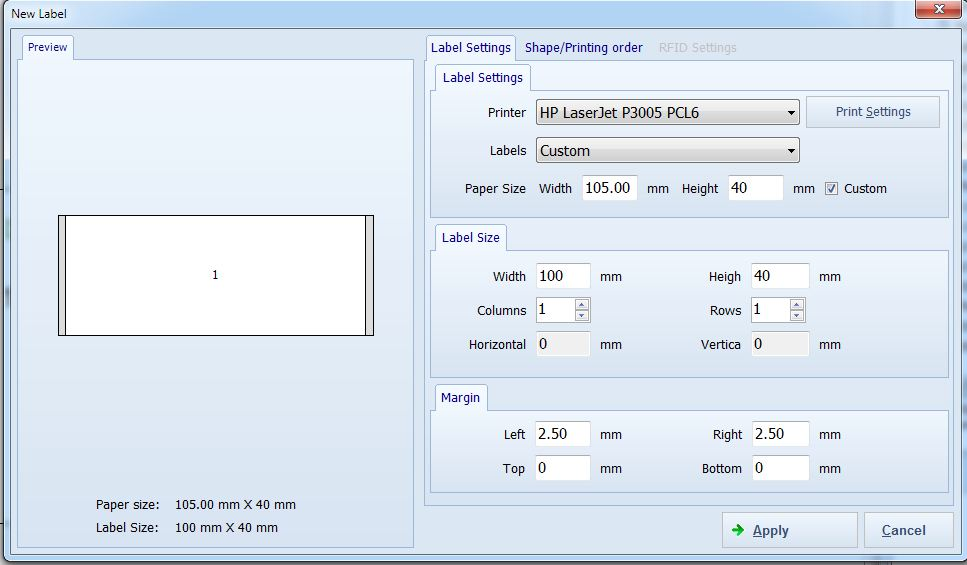 New Label
Preview
1
Paper size: 105.00 mm X 40 mm
Label Size: 100 mm X 40 mm
Label Settings Shape/Printing order RFID Settings
Label Settings
Printer HP LaserJet P3005 PCL6 Print Settings
Labels Custom
Paper Size Width 105.00 mm Height 40 mm Custom
Label Size
Width 100 mm Heigh 40 mm
Columns 1 Rows 1
Horizontal 0 mm Vertica 0 mm
Margin
Left 2.50 mm Right 2.50 mm
Top 0 mm Bottom 0 mm
Apply Cancel